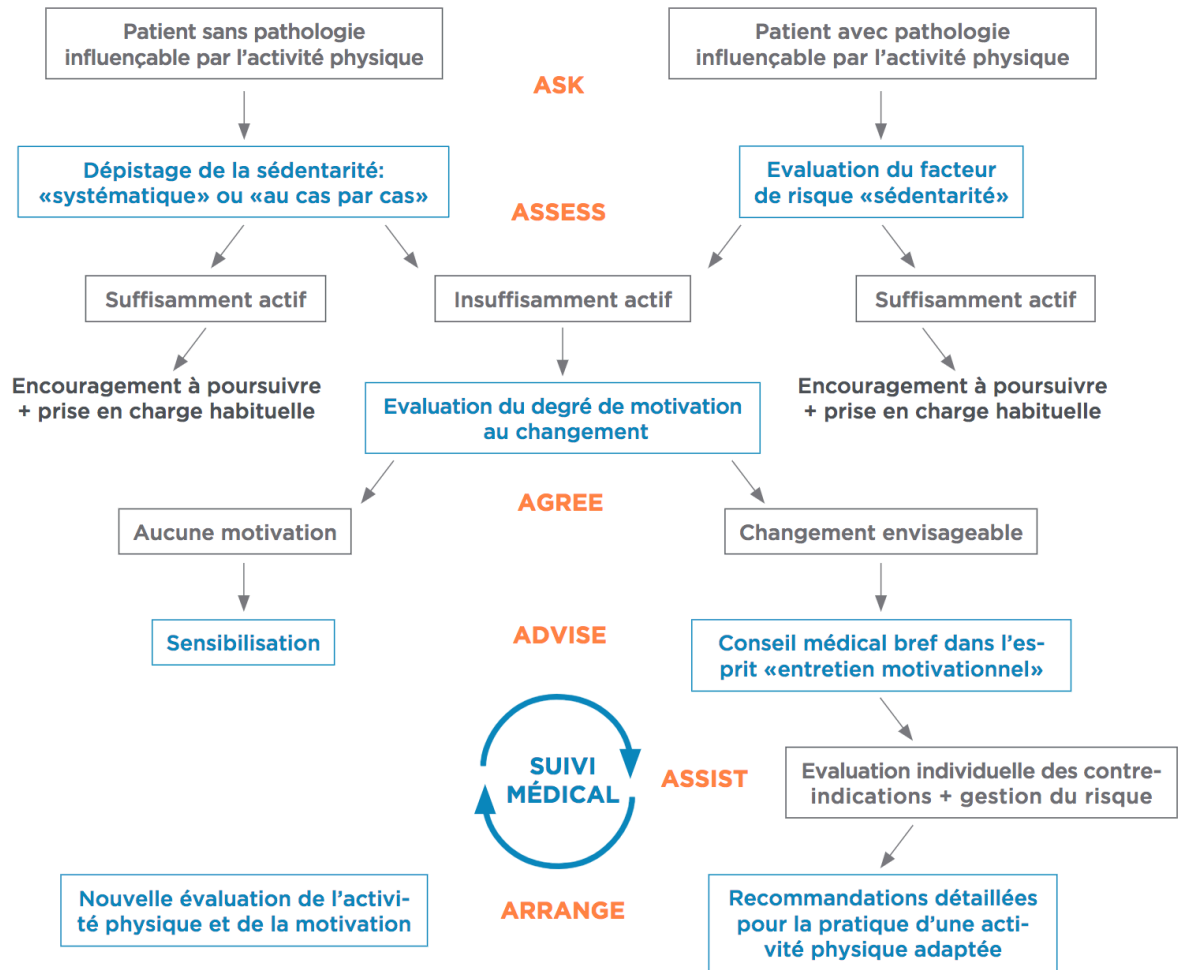 Patient sans pathologie
influençable par l'activité physique
Patient avec pathologie
influençable par l'activité physique
ASK
Dépistage de la sédentarité:
«systématique» ou «au cas par cas»
Evaluation du facteur
de risque «sédentarité»
ASSESS
Suffisamment actif
Insuffisamment actif
Suffisamment actif
Encouragement à poursuivre
+ prise en charge habituelle
Evaluation du degré de motivation
au changement
Encouragement à poursuivre
+ prise en charge habituelle
AGREE
Aucune motivation
Changement envisageable
ADVISE
Sensibilisation
Conseil médical bref dans l'es-
prit «entretien motivationnel»
SUIVI
MÉDICAL
ASSIST
Evaluation individuelle des contre-
indications + gestion du risque
Nouvelle évaluation de l'activi-
té physique et de la motivation
ARRANGE
Recommandations détaillées
pour la pratique d'une acti-
vité physique adaptée